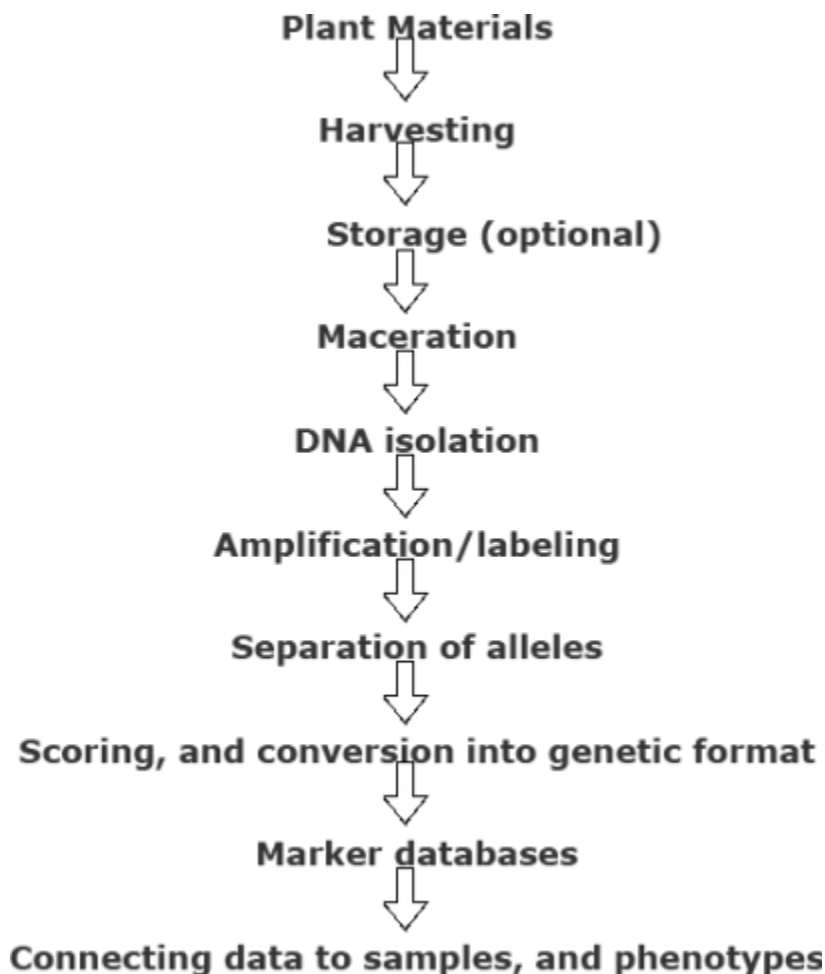 Plant Materials
Harvesting
Storage (optional)
Maceration
DNA isolation
Amplification/labeling
Separation of alleles
Scoring, and conversion into genetic format
Marker databases
Connecting data to samples, and phenotypes